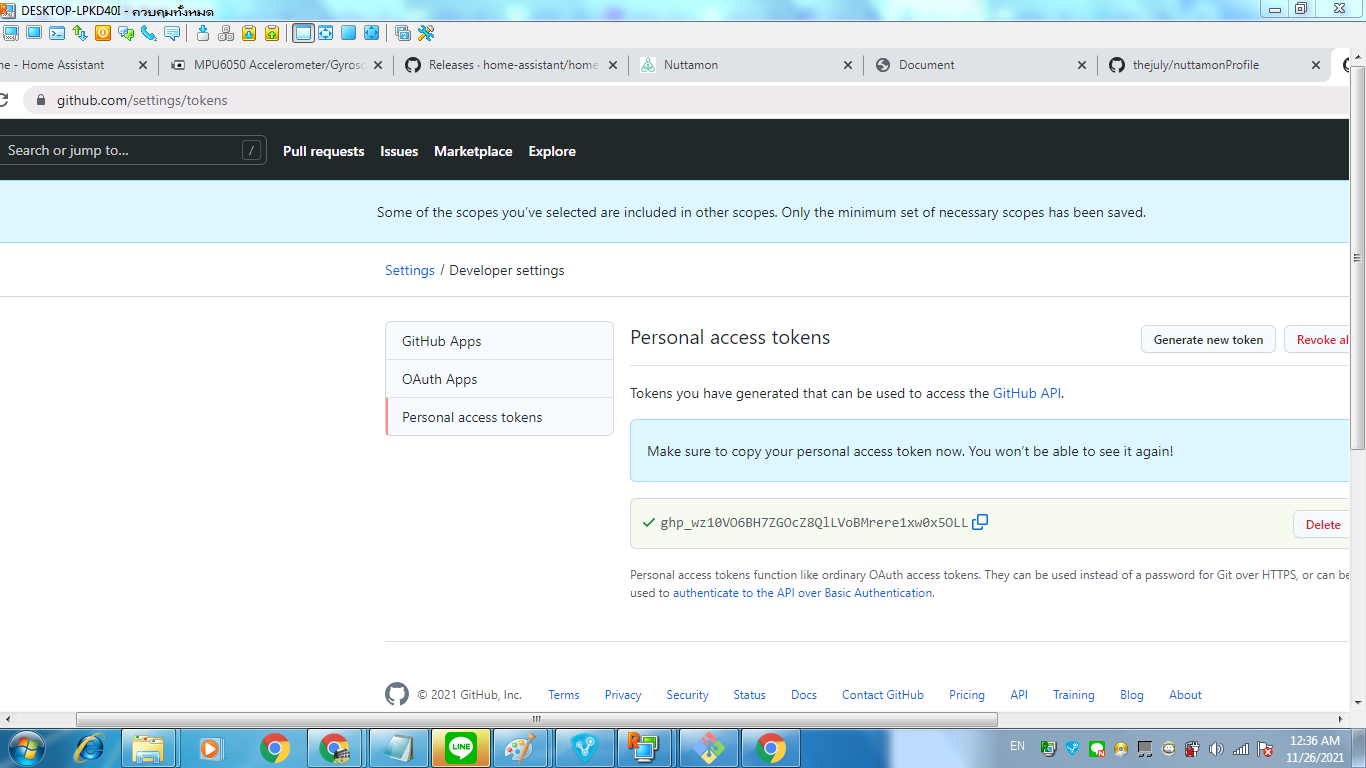 DESKTOP-LPKD40I - ควบคุมทั้งหมด
me - Home Assistant
MPU6050 Accelerometer/Gyrosc
Releases · home-assistant/home
Nuttamon
Document
thejuly/nuttamonProfile
github.com/settings/tokens
Search or jump to... /
Pull requests Issues Marketplace Explore
Some of the scopes you've selected are included in other scopes. Only the minimum set of necessary scopes has been saved.
Settings / Developer settings
GitHub Apps
OAuth Apps
Personal access tokens
Personal access tokens
Generate new token
Revoke al
Tokens you have generated that can be used to access the GitHub API.
Make sure to copy your personal access token now. You won't be able to see it again!
Delete
Personal access tokens function like ordinary OAuth access tokens. They can be used instead of a password for Git over HTTPS, or can be
used to authenticate to the API over Basic Authentication.
© 2021 GitHub, Inc. Terms Privacy Security Status Docs Contact GitHub Pricing API Training Blog About
LINE
EN
12:36 AM
11/26/2021